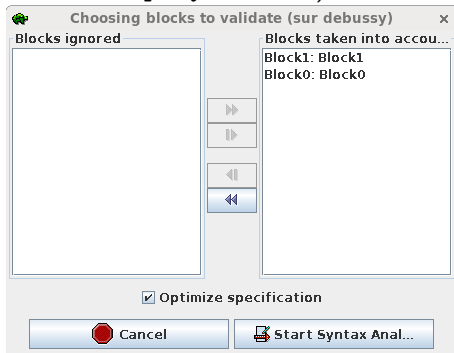 Choosing blocks to validate (sur debussy)
Blocks ignored
Blocks taken into accou...
Block1: Block1
Block0: Block0
Optimize specification
Cancel
Start Syntax Anal...